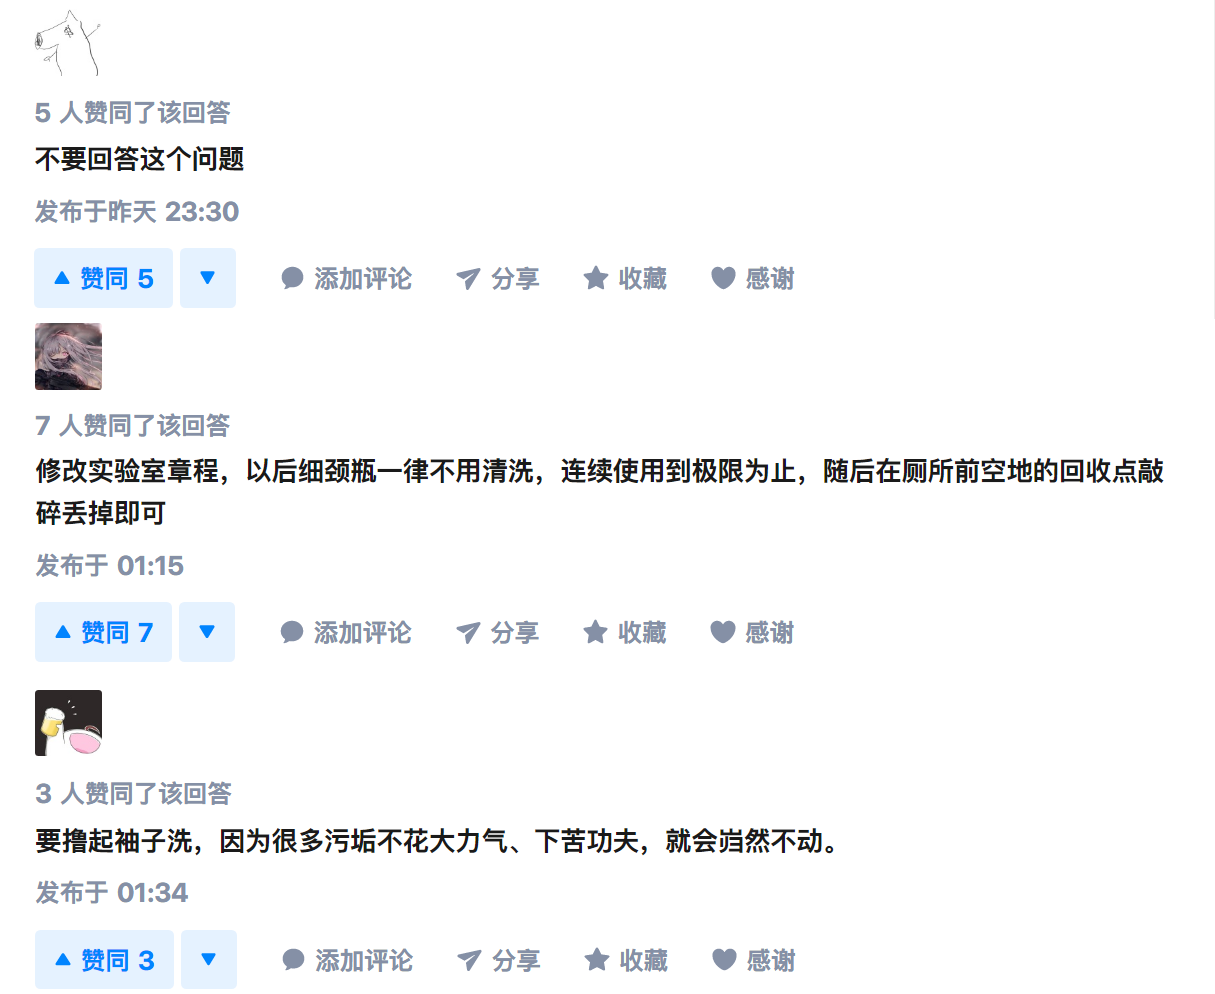 5 人赞同了该回答
不要回答这个问题
发布于昨天 23:30
赞同 5 添加评论 分享 收藏 感谢
7 人赞同了该回答
修改实验室章程，以后细颈瓶一律不用清洗，连续使用到极限为止，随后在厕所前空地的回收点敲
碎丢掉即可
发布于 01:15
赞同 7 添加评论 分享 收藏 感谢
3 人赞同了该回答
要撸起袖子洗，因为很多污垢不花大力气、下苦功夫，就会岿然不动。
发布于 01:34
赞同 3 添加评论 分享 收藏 感谢